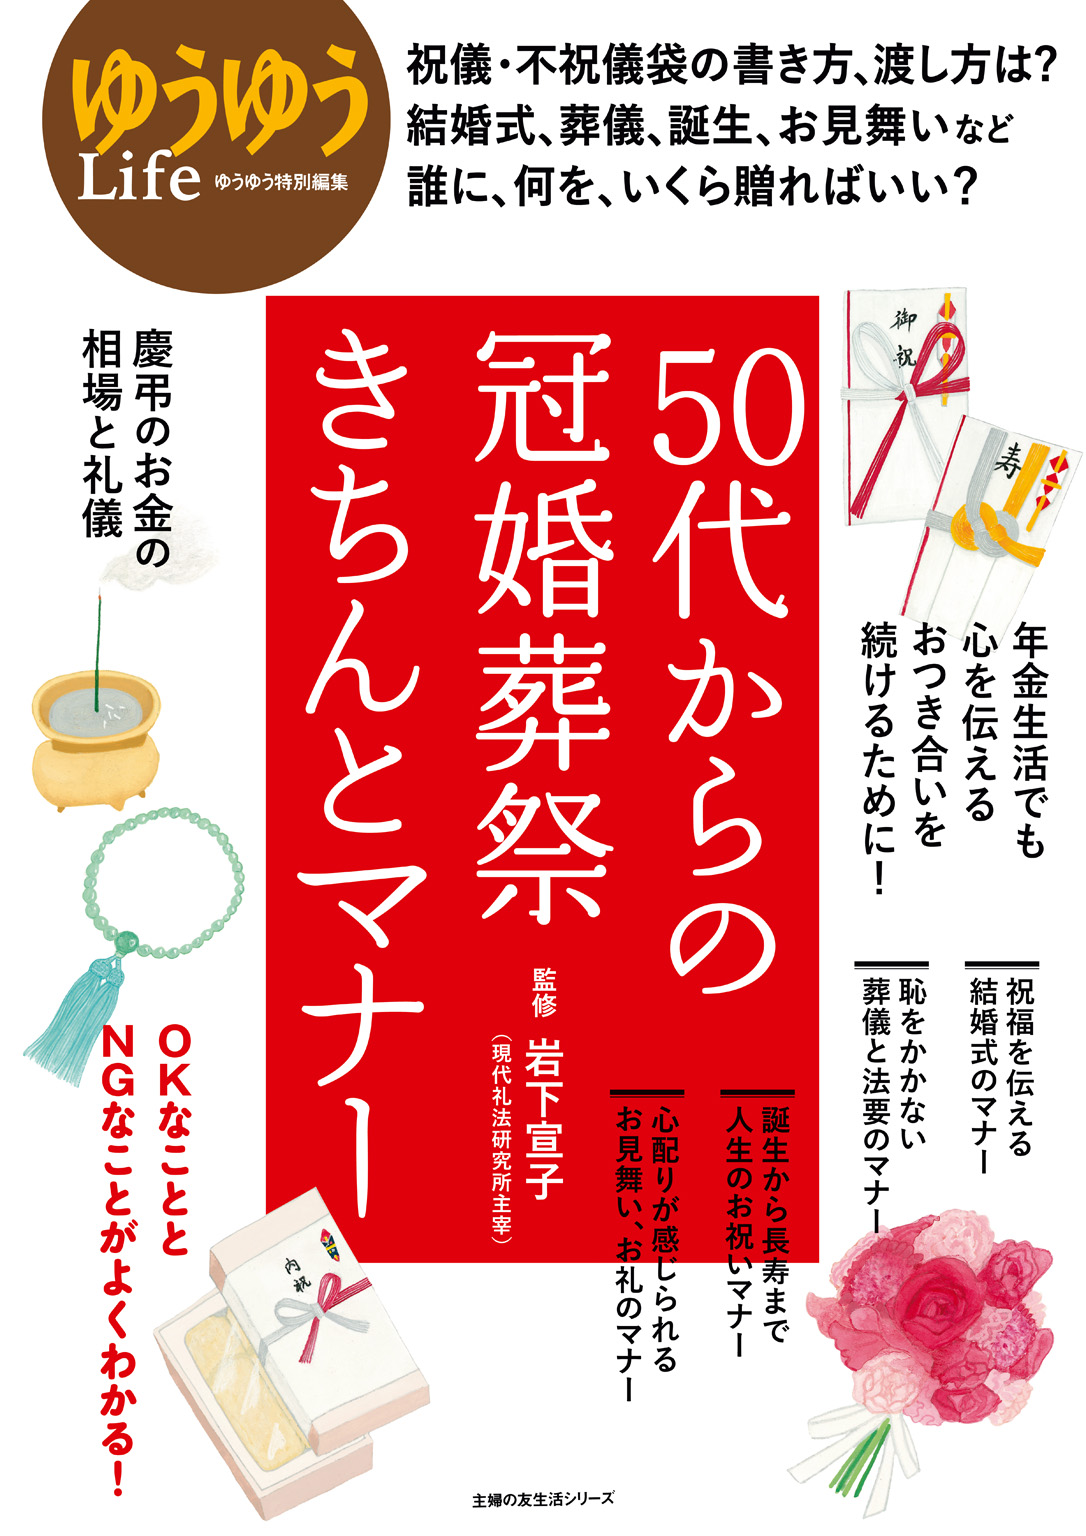 ゆうゆう
Life ゆうゆう特別編集
祝儀・不祝儀袋の書き方、渡し方は?
結婚式、葬儀、誕生、お見舞いなど
誰に、何を、いくら贈ればいい?
50代からの
冠婚葬祭
きちんとマナー
監修 岩下宣子
(現代礼法研究所主宰)
慶弔のお金の
相場と礼儀
御祝
寿
年金生活でも
心を伝える
おつき合いを
続けるために!
祝福を伝える
結婚式のマナー
恥をかかない
葬儀と法要のマナー
誕生から長寿まで
人生のお祝いマナー
心配りが感じられる
お見舞い、お礼のマナー
OKなことと
NGなことがよくわかる!
内祝
主婦の友生活シリーズ